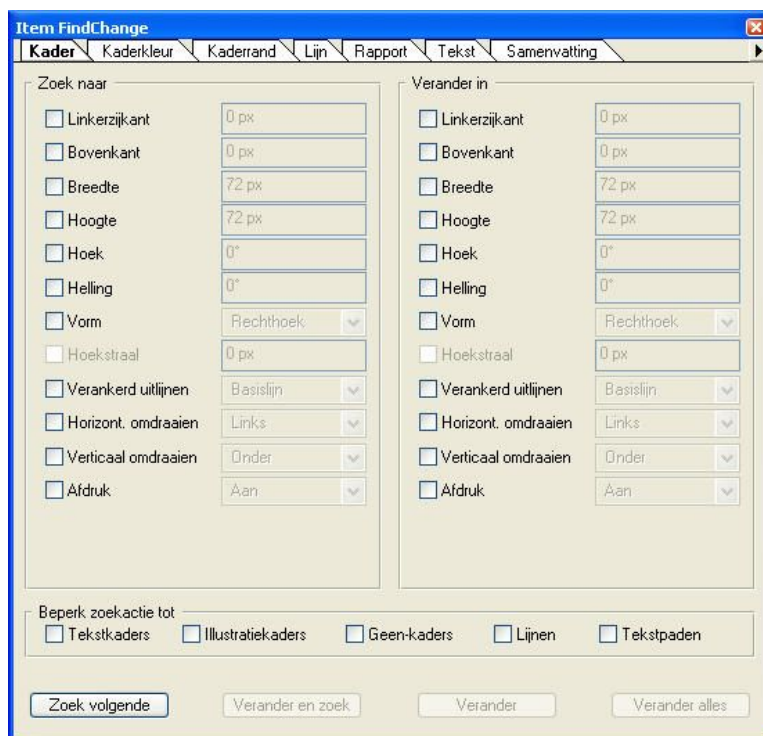 Item FindChange
Kader Kaderkleur Kaderrand Lijn Rapport Tekst Samenvatting
Zoek naar
Linkerzijkant 0 px
Bovenkant 0 px
Breedte 72 px
Hoogte 72 px
Hoek 0°
Helling 0°
Vorm Rechthoek
Hoekstraal 0 px
Verankerd uitlijnen Basislijn
Horizont. omdraaien Links
Verticaal omdraaien Onder
Afdruk Aan
Verander in
Linkerzijkant 0 px
Bovenkant 0 px
Breedte 72 px
Hoogte 72 px
Hoek 0°
Helling 0°
Vorm Rechthoek
Hoekstraal 0 px
Verankerd uitlijnen Basislijn
Horizont. omdraaien Links
Verticaal omdraaien Onder
Afdruk Aan
Beperk zoekactie tot
Tekstkaders Illustratiekaders Geen-kaders Lijnen Tekstpaden
Zoek volgende Verander en zoek Verander Verander alles